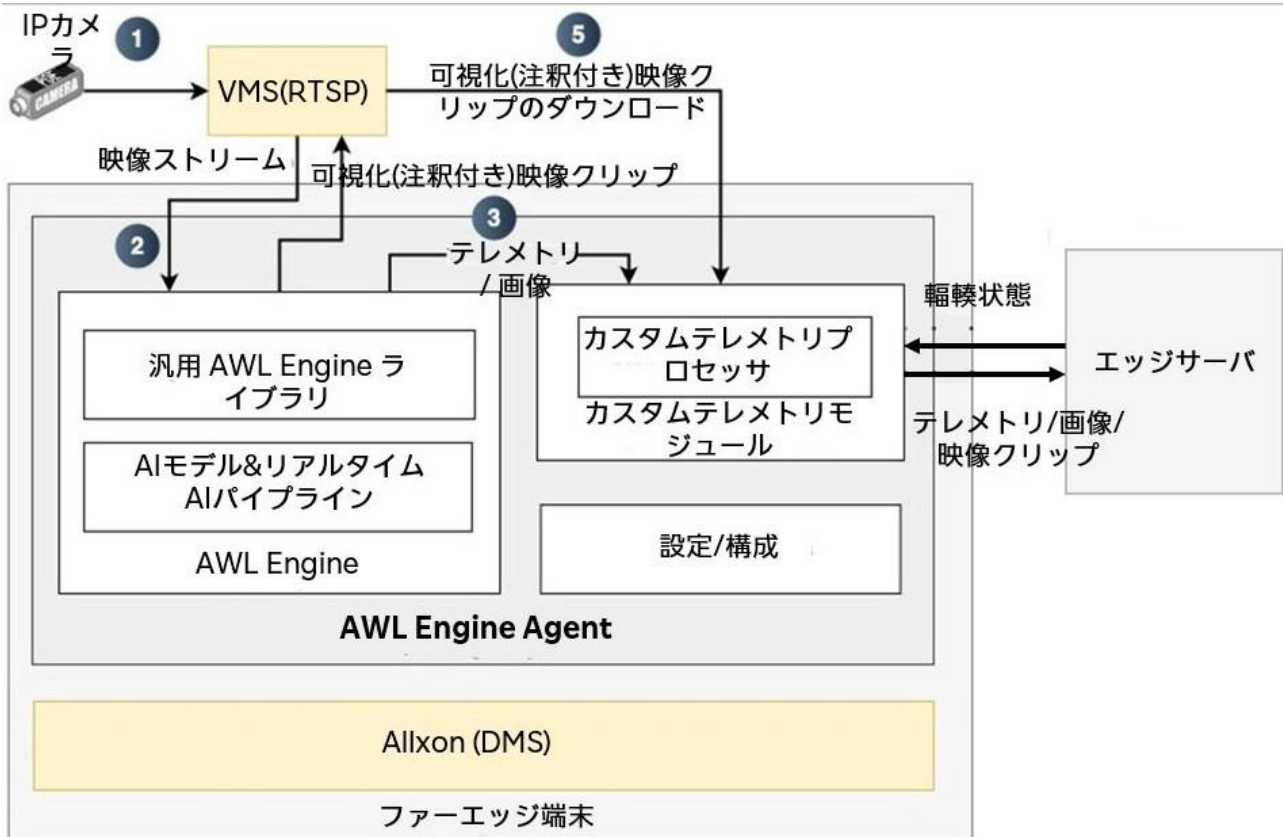 IPカメ
ラ
1
CAMERA
VMS(RTSP)
5
可視化(注釈付き)映像ク
リップのダウンロード
映像ストリーム
可視化(注釈付き)映像クリップ
2
3
テレメトリ
/ 画像
汎用 AWL Engine ラ
イブラリ
AIモデル&リアルタイム
AIパイプライン
AWL Engine
カスタムテレメトリプ
ロセッサ
カスタムテレメトリモ
ジュール
設定/構成
AWL Engine Agent
輻輳状態
テレメトリ/画像/
映像クリップ
エッジサーバ
Allxon (DMS)
ファーエッジ端末